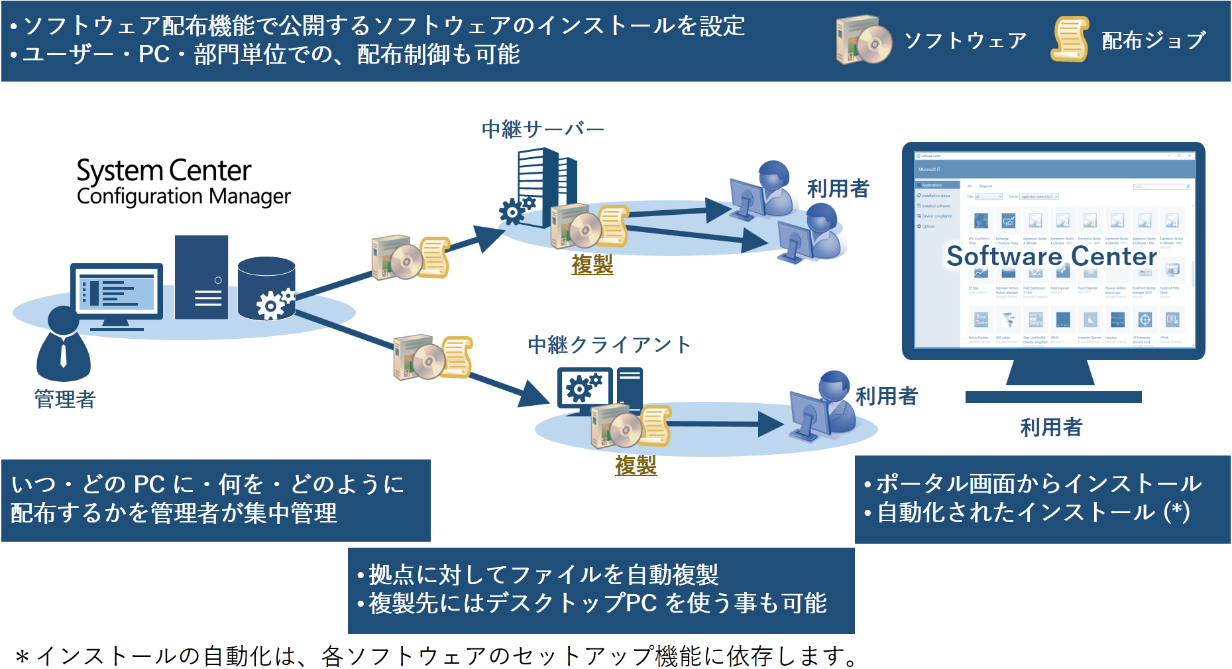 • ソフトウェア配布機能で公開するソフトウェアのインストールを設定
• ユーザー・PC・部門単位での、配布制御も可能
ソフトウェア
配布ジョブ
中継サーバー
System Center
Configuration Manager
利用者
複製
Software Center
中継クライアント
管理者
利用者
複製
利用者
いつ・どの PC に・何を・どのように
配布するかを管理者が集中管理
• ポータル画面からインストール
• 自動化されたインストール (*)
• 拠点に対してファイルを自動複製
• 複製先にはデスクトップPC を使う事も可能
＊インストールの自動化は、各ソフトウェアのセットアップ機能に依存します。